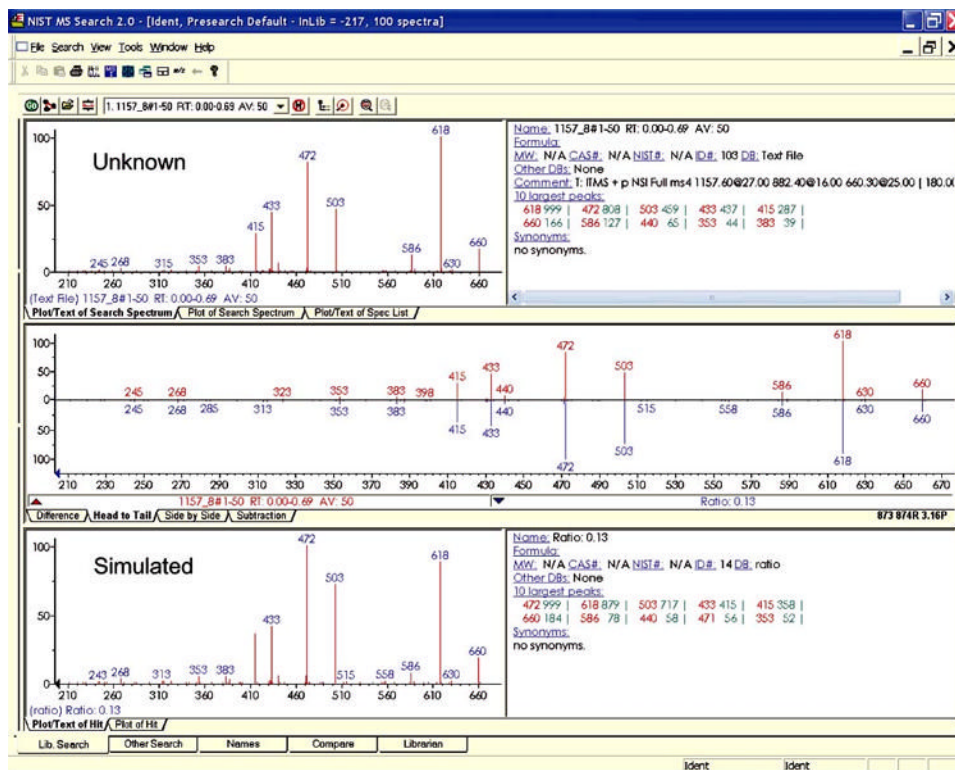 NIST MS Search 2.0 - [Ident, Presearch Default - InLib = -217, 100 spectra]
File Search View Tools Window Help
1. 1157_8#1-50 RT: 0.00-0.69 AV: 50
100
50
0
Unknown
618
472
503
433
415
660
586
630
245 268 315 353 383
210 260 310 360 410 460 510 560 610 660
(Text File) 1157_8#1-50 RT: 0.00-0.69 AV: 50
Plot/Text of Search Spectrum Plot of Search Spectrum Plot/Text of Spec List
Name: 1157_8#1-50 RT: 0.00-0.69 AV: 50
Formula:
MW: N/A CAS#: N/A NIST#: N/A ID#: 103 DB: Text File
Other DBs: None
Comment: T: ITMS + p NSI Full ms4 1157.60@27.00 882.40@16.00 660.30@25.00 [ 180.00
10 largest peaks:
618 999 | 472 808 | 503 459 | 433 437 | 415 287 |
660 166 | 586 127 | 440 65 | 353 44 | 383 39 |
Synonyms:
no synonyms.
100
50
0
50
100
245 268 323 353 383 398 415 433 440 472 503 586 618 630 660
245 268 285 313 353 383 415 433 440 472 503 515 558 586 618 630 660
210 230 250 270 290 310 330 350 370 390 410 430 450 470 490 510 530 550 570 590 610 630 650 670
1157_8#1-50 RT: 0.00-0.69 AV: 50 Ratio: 0.13
Difference Head to Tail Side by Side Subtraction 873 874R 3.16P
100
50
0
Simulated
472
618
503
433
660
586
243 268 313 353 383 515 558 630
210 260 310 360 410 460 510 560 610 660
(ratio) Ratio: 0.13
Plot/Text of Hit Plot of Hit
Name: Ratio: 0.13
Formula:
MW: N/A CAS#: N/A NIST#: N/A ID#: 14 DB: ratio
Other DBs: None
10 largest peaks:
472 999 | 618 879 | 503 717 | 433 415 | 415 358 |
660 184 | 586 78 | 440 58 | 471 56 | 353 52 |
Synonyms:
no synonyms.
Lib. Search Other Search Names Compare Librarian
Ident Ident